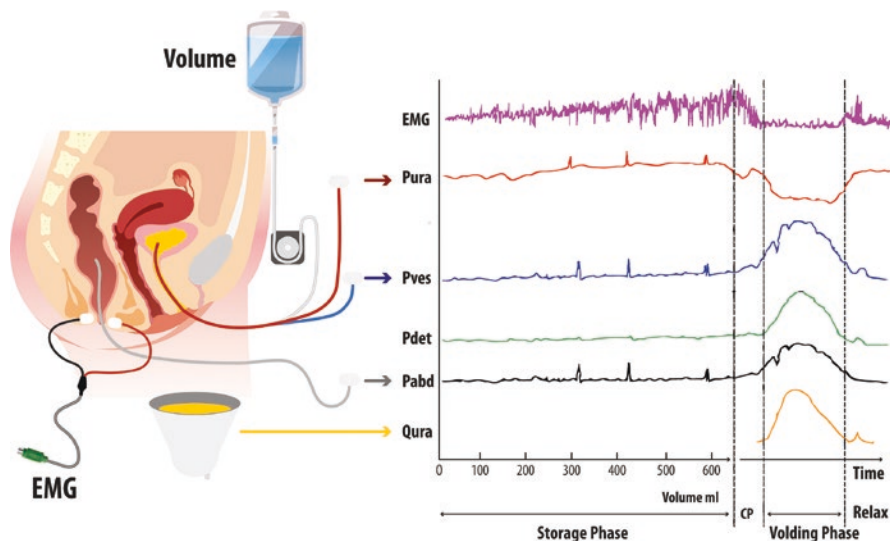 Volume
EMG
Pura
Pves
Pdet
Pabd
Qura
EMG
0 100 200 300 400 500 600
Time
Volume ml
CP
Relax
Storage Phase
Volding Phase